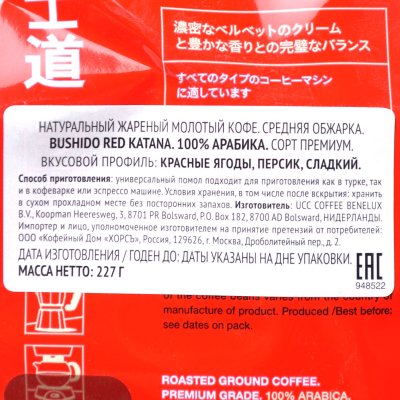 士
道
濃密なベルベットのクリーム
と豊かな香りとの完璧なバランス
すべてのタイプのコーヒーマシン
に適しています
НАТУРАЛЬНЫЙ ЖАРЕНЫЙ МОЛОТЫЙ КОФЕ. СРЕДНЯЯ ОБЖАРКА.
BUSHIDO RED KATANA. 100% АРАБИКА. СОРТ ПРЕМИУМ.
ВКУСОВОЙ ПРОФИЛЬ: КРАСНЫЕ ЯГОДЫ, ПЕРСИК, СЛАДКИЙ.
Способ приготовления: универсальный помол подходит для приготовления как в турке, так
и в кофеварке или эспрессо машине. Условия хранения, в том числе после вскрытия: хранить
в сухом прохладном месте без посторонних запахов. Изготовитель: UCC COFFEE BENELUX
B.V., Koopman Heeresweg, 3, 8701 PR Bolsward, P.O. Box 182, 8700 AD Bolsward, НИДЕРЛАНДЫ.
Импортер и лицо, уполномоченное изготовителем на принятие претензий от потребителей:
ООО «Кофейный Дом «ХОРСЪ», Россия, 129626, г. Москва, Дроболитейный пер., д. 2.
ДАТА ИЗГОТОВЛЕНИЯ / ГОДЕН ДО: ДАТЫ УКАЗАНЫ НА ДНЕ УПАКОВКИ.
МАССА НЕТТО: 227 Г
EAC
948522
of the coffee beans varies from the country of
manufacture of product. Produced /Best before:
see dates on pack.
ROASTED GROUND COFFEE.
PREMIUM GRADE. 100% ARABICA.